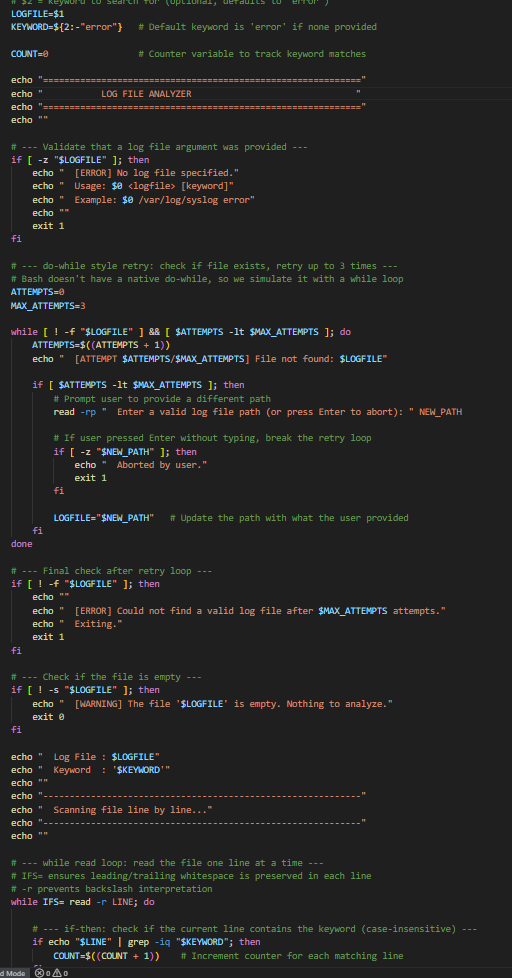 # $2 = keyword to search for (optional, defaults to "error")
LOGFILE=$1
KEYWORD=${2:-"error"}   # Default keyword is 'error' if none provided
COUNT=0                 # Counter variable to track keyword matches
echo "============================================================"
echo "           LOG FILE ANALYZER                               "
echo "============================================================"
echo ""
# --- Validate that a log file argument was provided ---
if [ -z "$LOGFILE" ]; then
    echo "  [ERROR] No log file specified."
    echo "  Usage: $0 <logfile> [keyword]"
    echo "  Example: $0 /var/log/syslog error"
    echo ""
    exit 1
fi
# --- do-while style retry: check if file exists, retry up to 3 times ---
# Bash doesn't have a native do-while, so we simulate it with a while loop
ATTEMPTS=0
MAX_ATTEMPTS=3
while [ ! -f "$LOGFILE" ] && [ $ATTEMPTS -lt $MAX_ATTEMPTS ]; do
    ATTEMPTS=$((ATTEMPTS + 1))
    echo "  [ATTEMPT $ATTEMPTS/$MAX_ATTEMPTS] File not found: $LOGFILE"
    if [ $ATTEMPTS -lt $MAX_ATTEMPTS ]; then
        # Prompt user to provide a different path
        read -rp "  Enter a valid log file path (or press Enter to abort): " NEW_PATH
        # If user pressed Enter without typing, break the retry loop
        if [ -z "$NEW_PATH" ]; then
            echo "  Aborted by user."
            exit 1
        fi
        LOGFILE="$NEW_PATH"   # Update the path with what the user provided
    fi
done
# --- Final check after retry loop ---
if [ ! -f "$LOGFILE" ]; then
    echo ""
    echo "  [ERROR] Could not find a valid log file after $MAX_ATTEMPTS attempts."
    echo "  Exiting."
    exit 1
fi
# --- Check if the file is empty ---
if [ ! -s "$LOGFILE" ]; then
    echo "  [WARNING] The file '$LOGFILE' is empty. Nothing to analyze."
    exit 0
fi
echo "  Log File : $LOGFILE"
echo "  Keyword  : '$KEYWORD'"
echo ""
echo "------------------------------------------------------------"
echo "  Scanning file line by line..."
echo "------------------------------------------------------------"
echo ""
# --- while read loop: read the file one line at a time ---
# IFS= ensures leading/trailing whitespace is preserved in each line
# -r prevents backslash interpretation
while IFS= read -r LINE; do
    # --- if-then: check if the current line contains the keyword (case-insensitive) ---
    if echo "$LINE" | grep -iq "$KEYWORD"; then
        COUNT=$((COUNT + 1))    # Increment counter for each matching line
d Mode 0 0